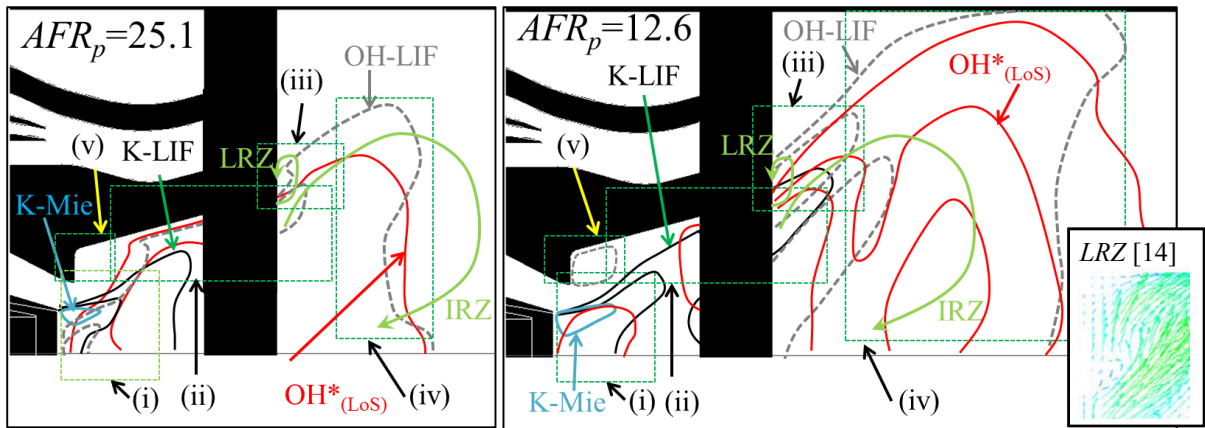 AFRp=25.1
OH-LIF
(iii)
(v)
K-LIF
LRZ
K-Mie
IRZ
OH*(LoS)
(i)
(ii)
(iv)
AFRp=12.6
OH-LIF
(iii)
K-LIF
OH*(LoS)
(v)
LRZ
LRZ [14]
IRZ
K-Mie
(i)
(ii)
(iv)